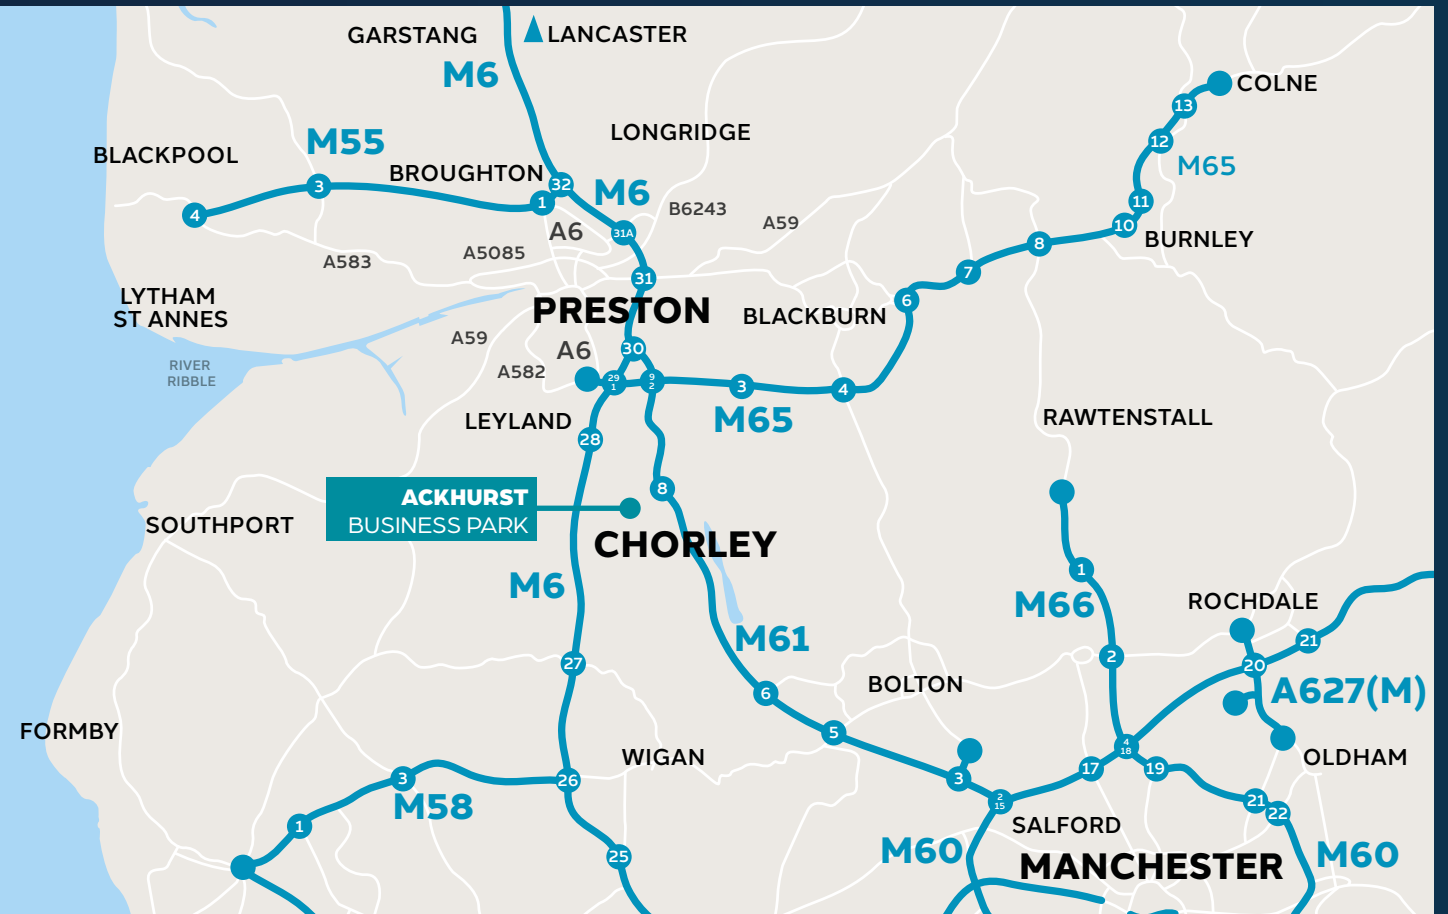 GARSTANG
LANCASTER
M6
COLNE
13
LONGRIDGE
12
M55
BLACKPOOL
M65
BROUGHTON
32
3
M6
1
11
4
B6243
A59
10
A6
31A
BURNLEY
8
A5085
A583
7
31
LYTHAM
ST ANNES
6
PRESTON
BLACKBURN
A59
30
A6
RIVER
RIBBLE
A582
29
1
9
2
3
4
LEYLAND
M65
RAWTENSTALL
28
8
ACKHURST
BUSINESS PARK
SOUTHPORT
CHORLEY
1
M6
M66
ROCHDALE
M61
21
2
27
20
BOLTON
6
A627(M)
FORMBY
5
4
18
WIGAN
OLDHAM
17
19
3
3
26
M58
2
15
21
22
1
SALFORD
M60
M60
25
MANCHESTER